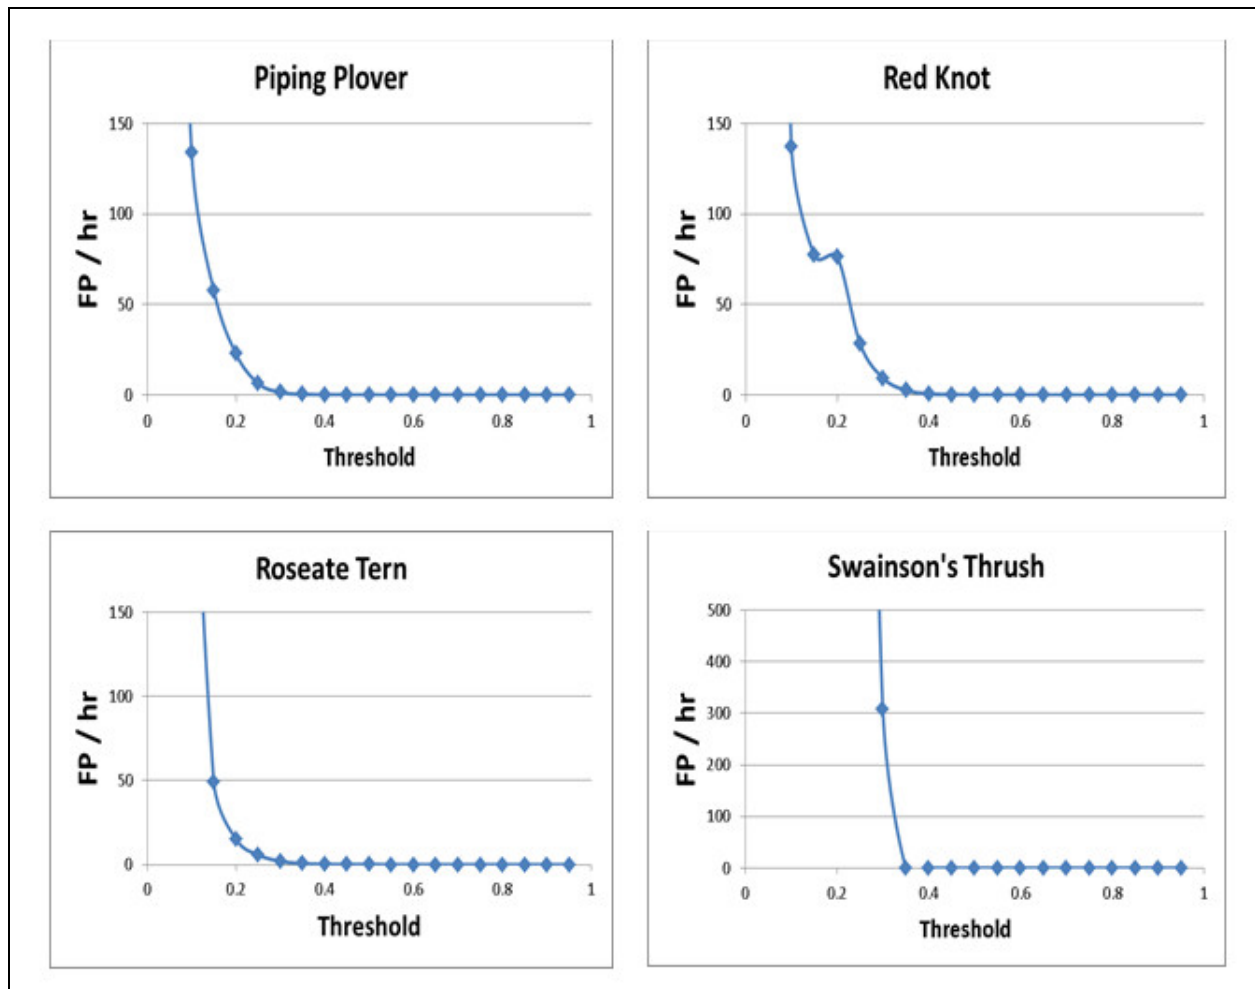 Piping Plover
150
100
50
0
FP / hr
0 0.2 0.4 0.6 0.8 1
Threshold
Red Knot
150
100
50
0
FP / hr
0 0.2 0.4 0.6 0.8 1
Threshold
Roseate Tern
150
100
50
0
FP / hr
0 0.2 0.4 0.6 0.8 1
Threshold
Swainson's Thrush
500
400
300
200
100
0
FP / hr
0 0.2 0.4 0.6 0.8 1
Threshold